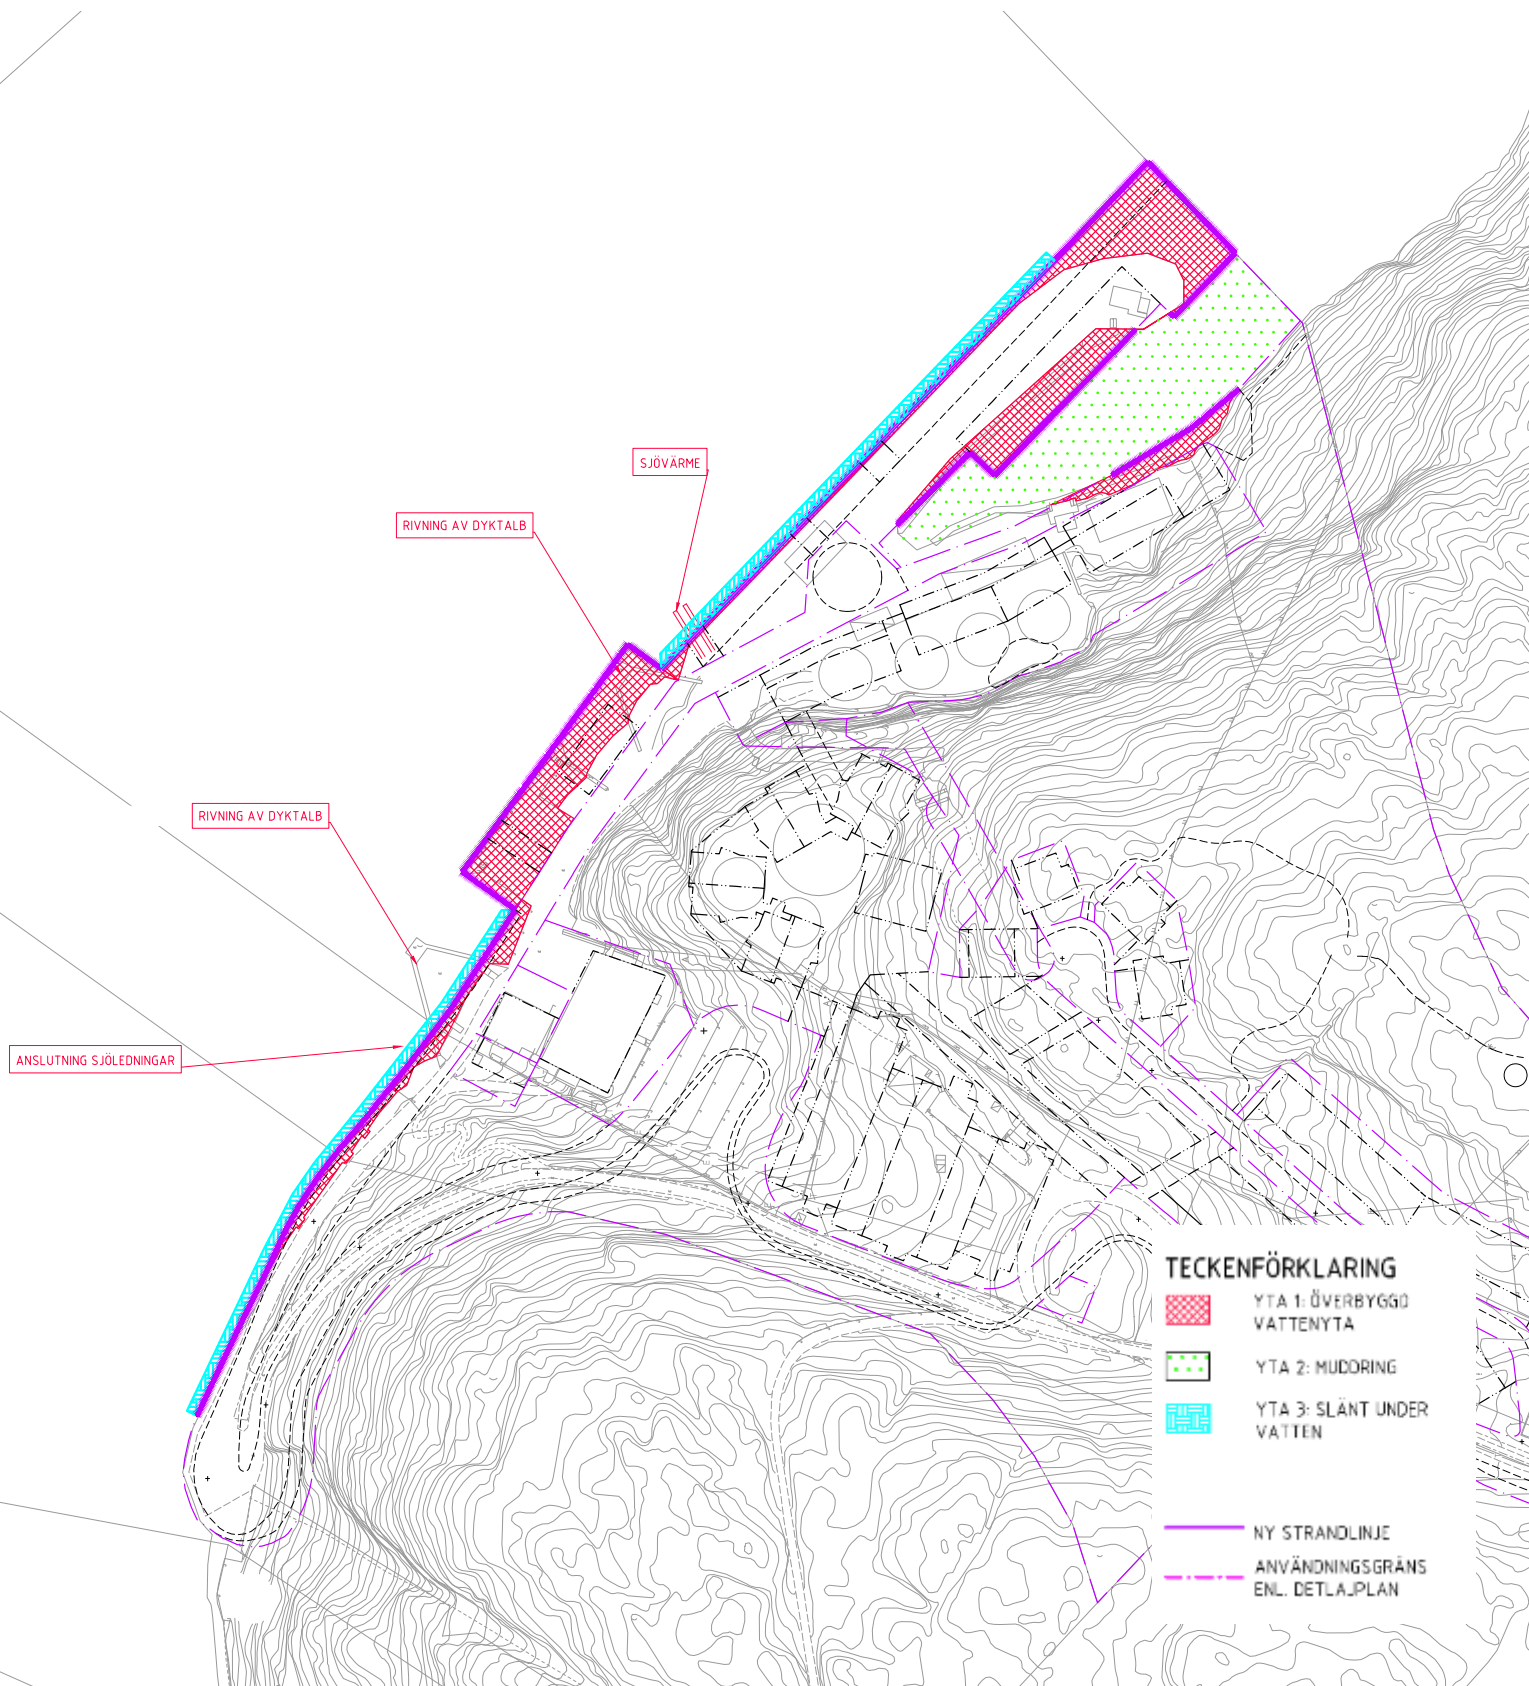 SJÖVÄRME
RIVNING AV DYKTALB
RIVNING AV DYKTALB
ANSLUTNING SJÖLEDNINGAR
TECKENFÖRKLARING
YTA 1: ÖVERBYGGD
VATTENYTA
YTA 2: MUDDRING
YTA 3: SLÄNT UNDER
VATTEN
NY STRANDLINJE
ANVÄNDNINGSGRÄNS
ENL. DETLAJPLAN